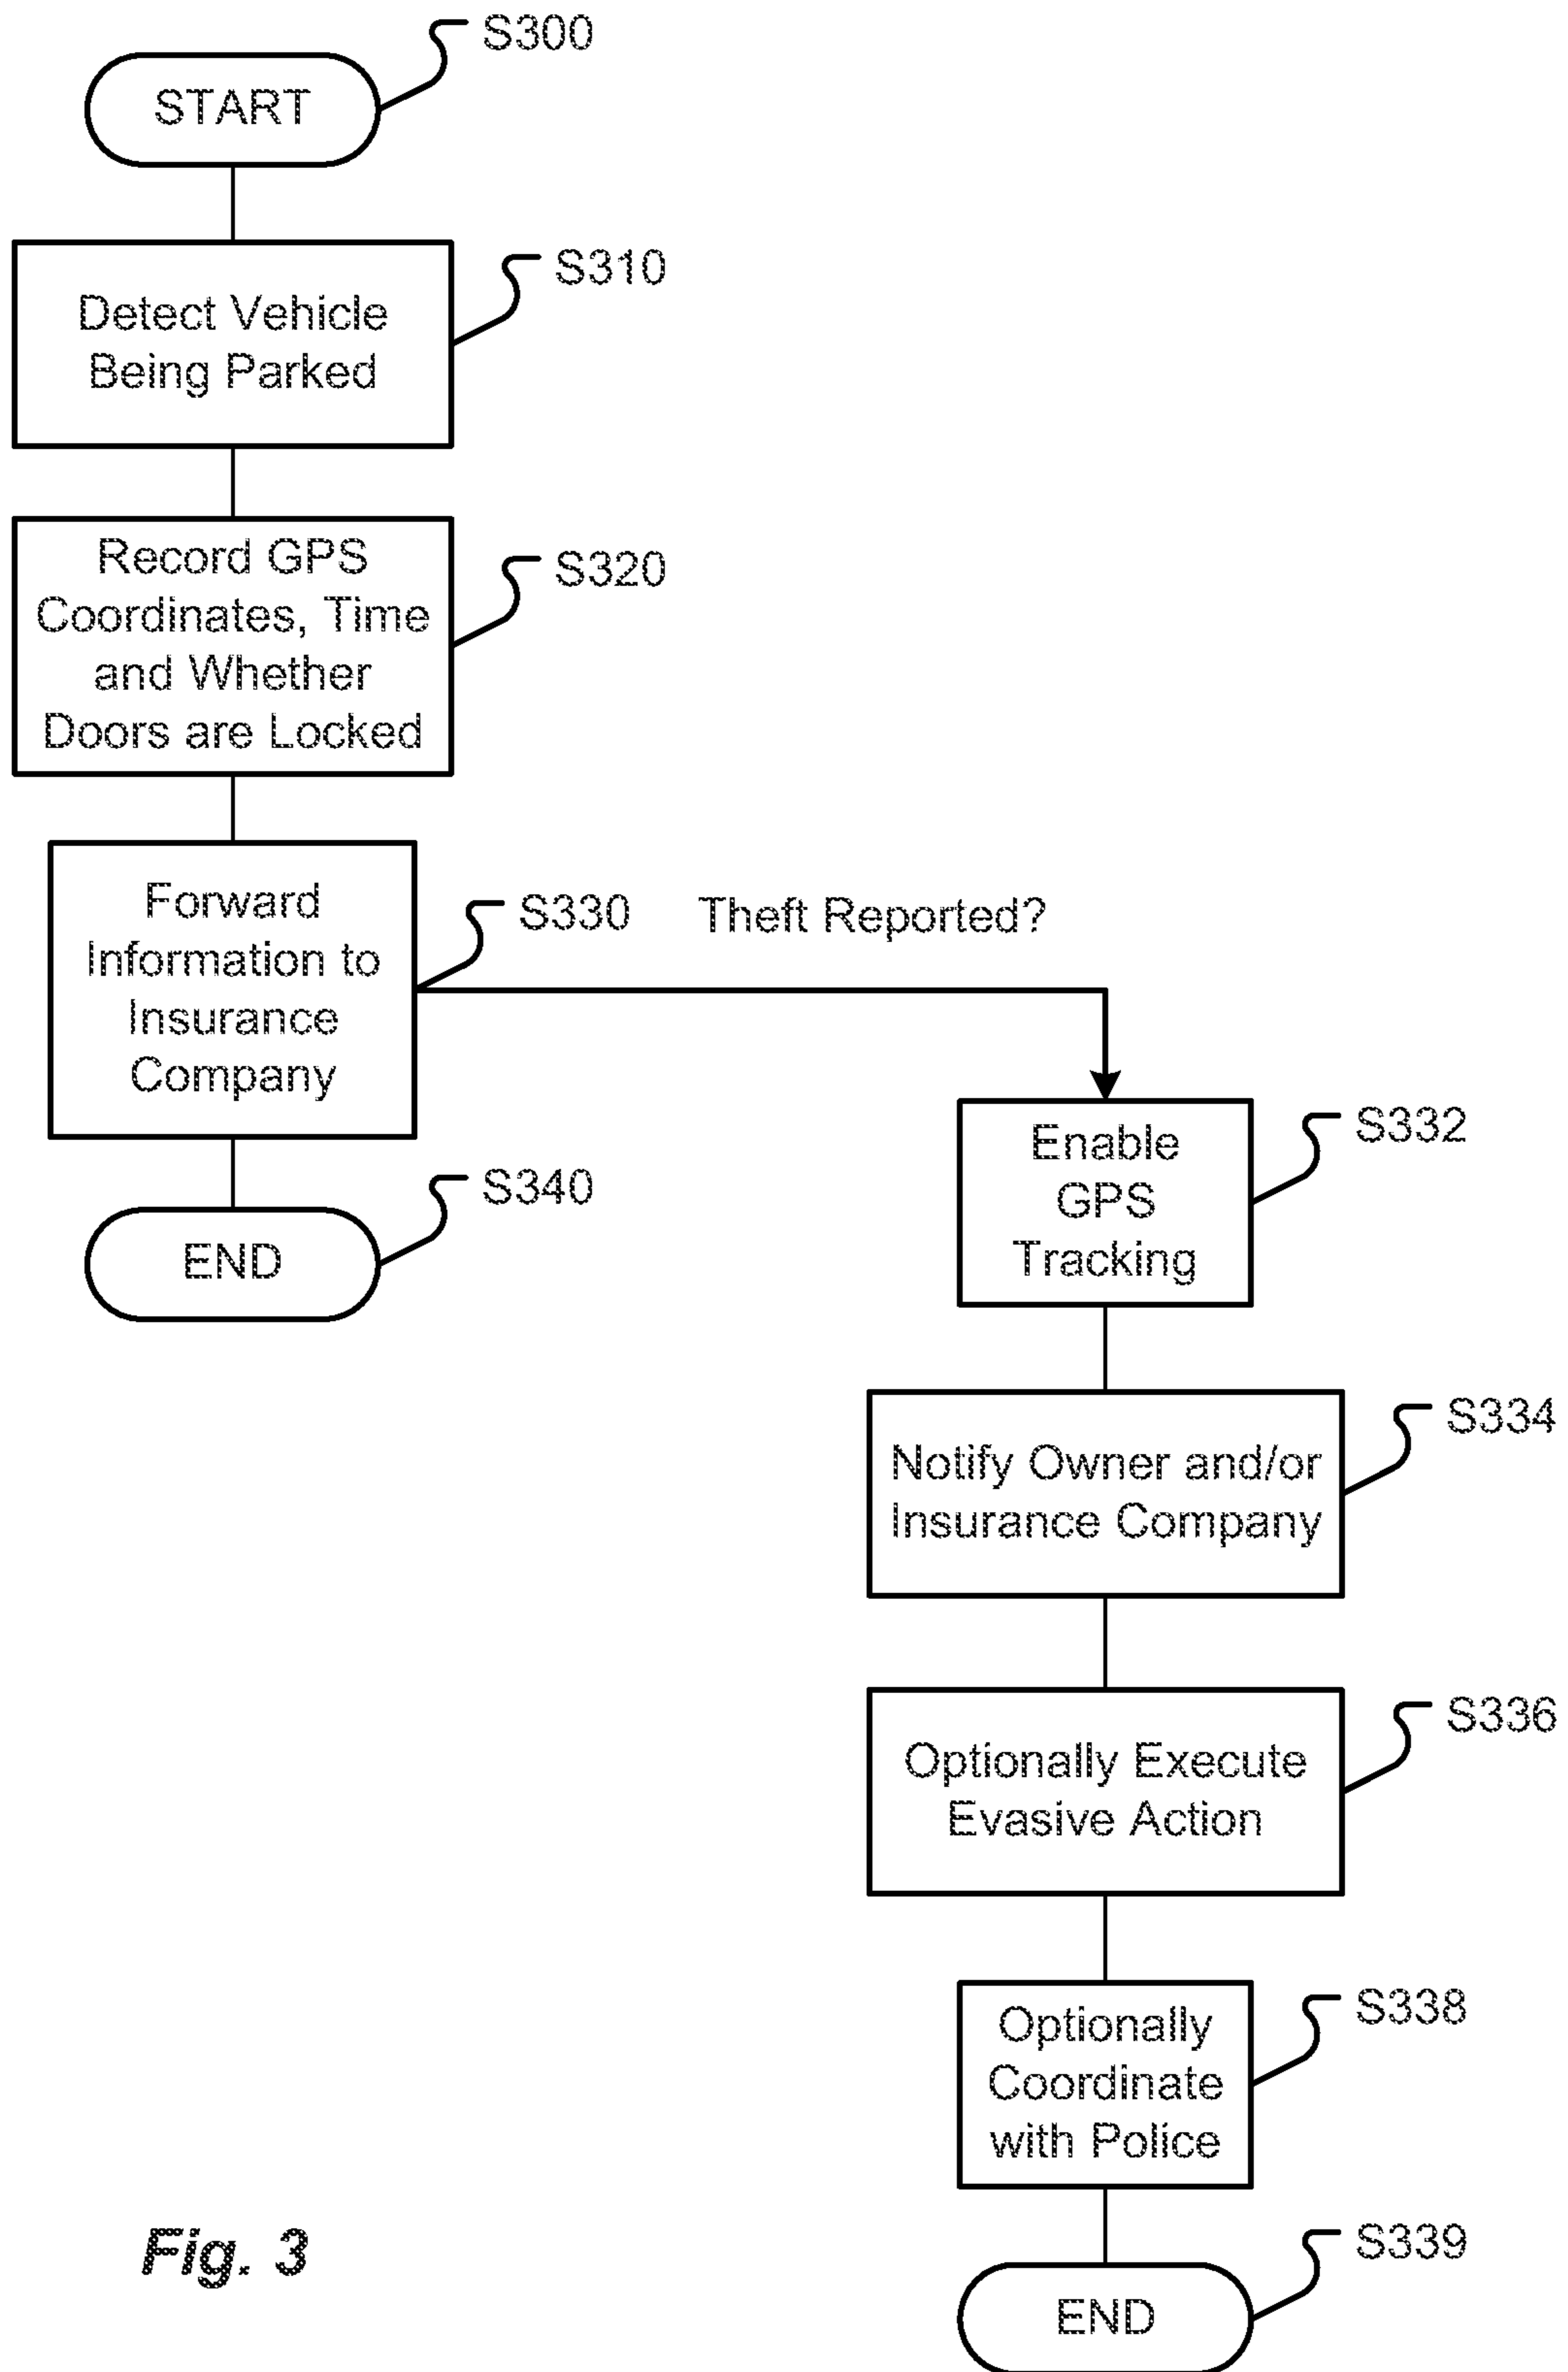 S300
START
S310
Detect Vehicle
Being Parked
S320
Record GPS
Coordinates, Time
and Whether
Doors are Locked
S330
Theft Reported?
Forward
Information to
Insurance
Company
S332
Enable
GPS
Tracking
S340
END
S334
Notify Owner and/or
Insurance Company
S336
Optionally Execute
Evasive Action
S338
Optionally
Coordinate
with Police
S339
END
Fig. 3